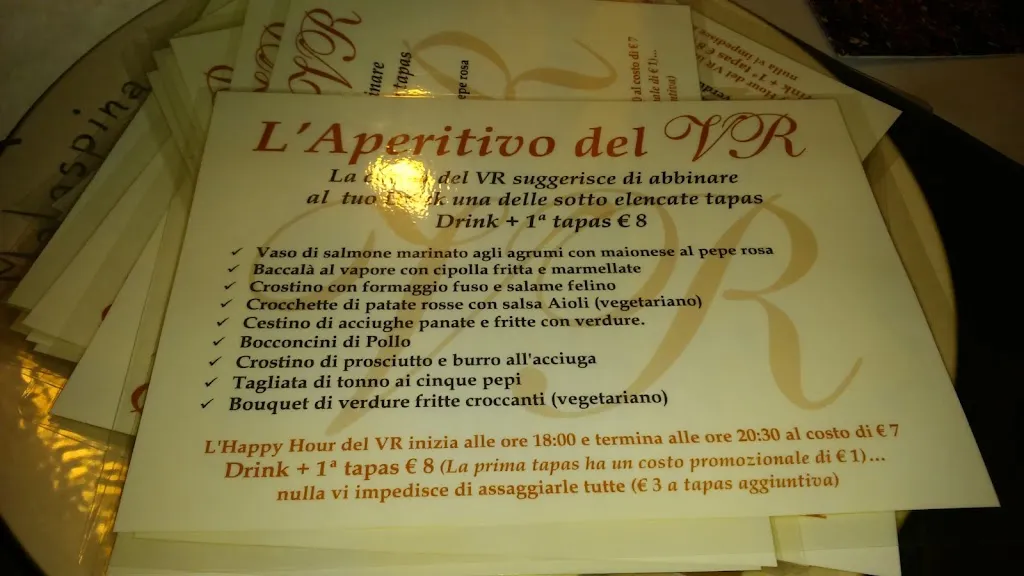 L'Aperitivo del VR
La del VR suggerisce di abbinare
al tuo una delle sotto elencate tapas
Drink + 1ª tapas € 8
✓ Vaso di salmone marinato agli agrumi con maionese al pepe rosa
✓ Baccalà al vapore con cipolla fritta e marmellate
✓ Crostino con formaggio fuso e salame felino
✓ Crocchette di patate rosse con salsa Aioli (vegetariano)
✓ Cestino di acciughe panate e fritte con verdure.
✓ Bocconcini di Pollo
✓ Crostino di prosciutto e burro all'acciuga
✓ Tagliata di tonno ai cinque pepi
✓ Bouquet di verdure fritte croccanti (vegetariano)
L'Happy Hour del VR inizia alle ore 18:00 e termina alle ore 20:30 al costo di € 7
Drink + 1ª tapas € 8 (La prima tapas ha un costo promozionale di € 1)...
nulla vi impedisce di assaggiarle tutte (€ 3 a tapas aggiuntiva)
VR
tapas
Malaspina